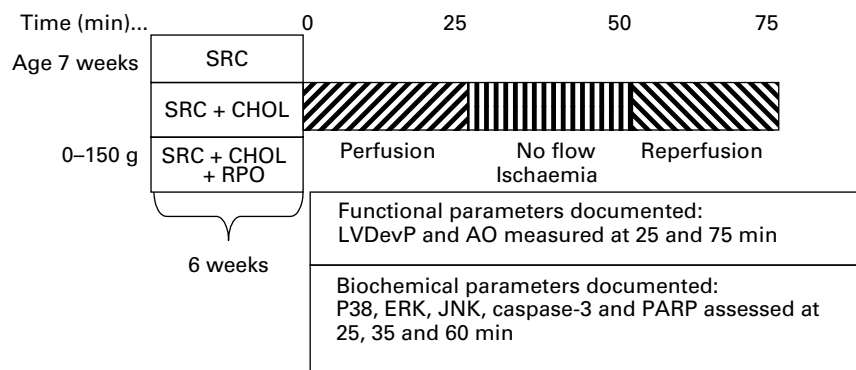 Time (min)... 0 25 50 75
Age 7 weeks SRC
SRC + CHOL
0–150 g SRC + CHOL
+ RPO
Perfusion No flow Reperfusion
Ischaemia
6 weeks
Functional parameters documented:
LVDevP and AO measured at 25 and 75 min
Biochemical parameters documented:
P38, ERK, JNK, caspase-3 and PARP assessed at
25, 35 and 60 min